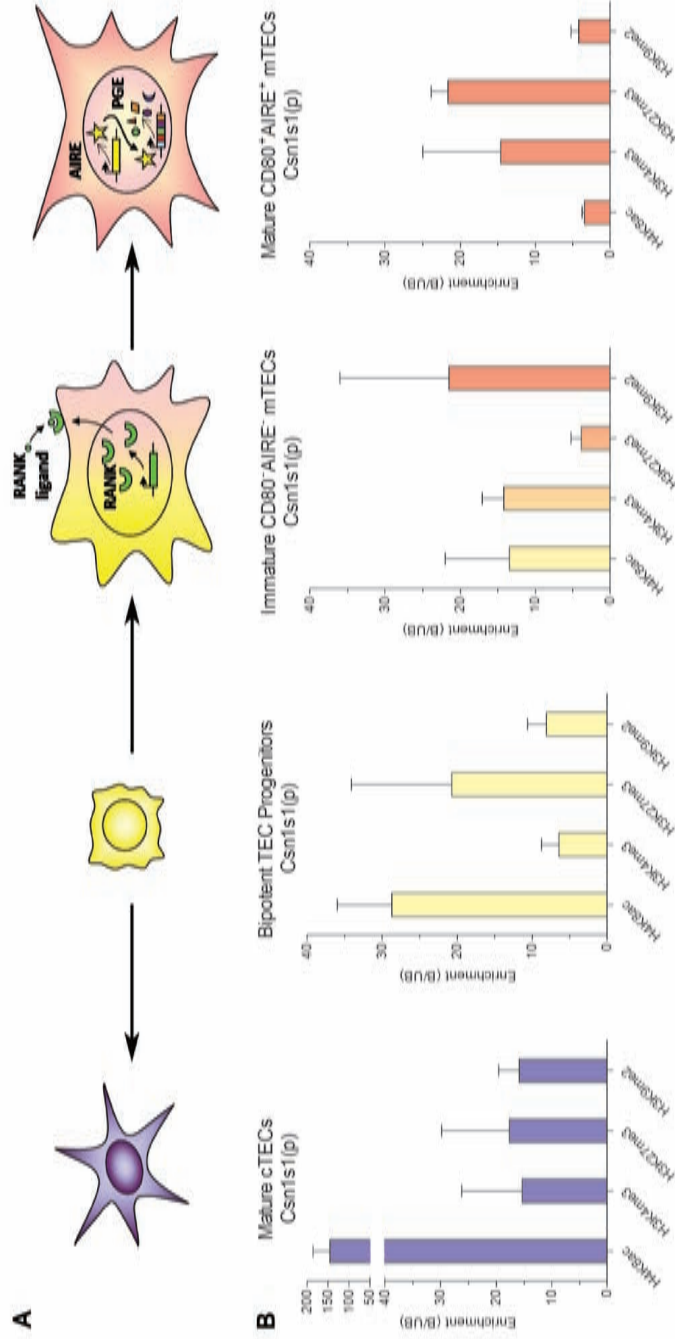 A
RANK
ligand
RANK
AIRE
PGE
B
Mature cTECs
Csn1s1(p)
Enrichment (B/UB)
200
150
100
50
40
30
20
10
0
H4K8ac
H3K4me3
H3K27me3
H3K9me2
Bipotent TEC Progenitors
Csn1s1(p)
Enrichment (B/UB)
40
30
20
10
0
H4K8ac
H3K4me3
H3K27me3
H3K9me2
Immature CD80⁻AIRE⁻ mTECs
Csn1s1(p)
Enrichment (B/UB)
40
30
20
10
0
H4K8ac
H3K4me3
H3K27me3
H3K9me2
Mature CD80⁺AIRE⁺ mTECs
Csn1s1(p)
Enrichment (B/UB)
40
30
20
10
0
H4K8ac
H3K4me3
H3K27me3
H3K9me2